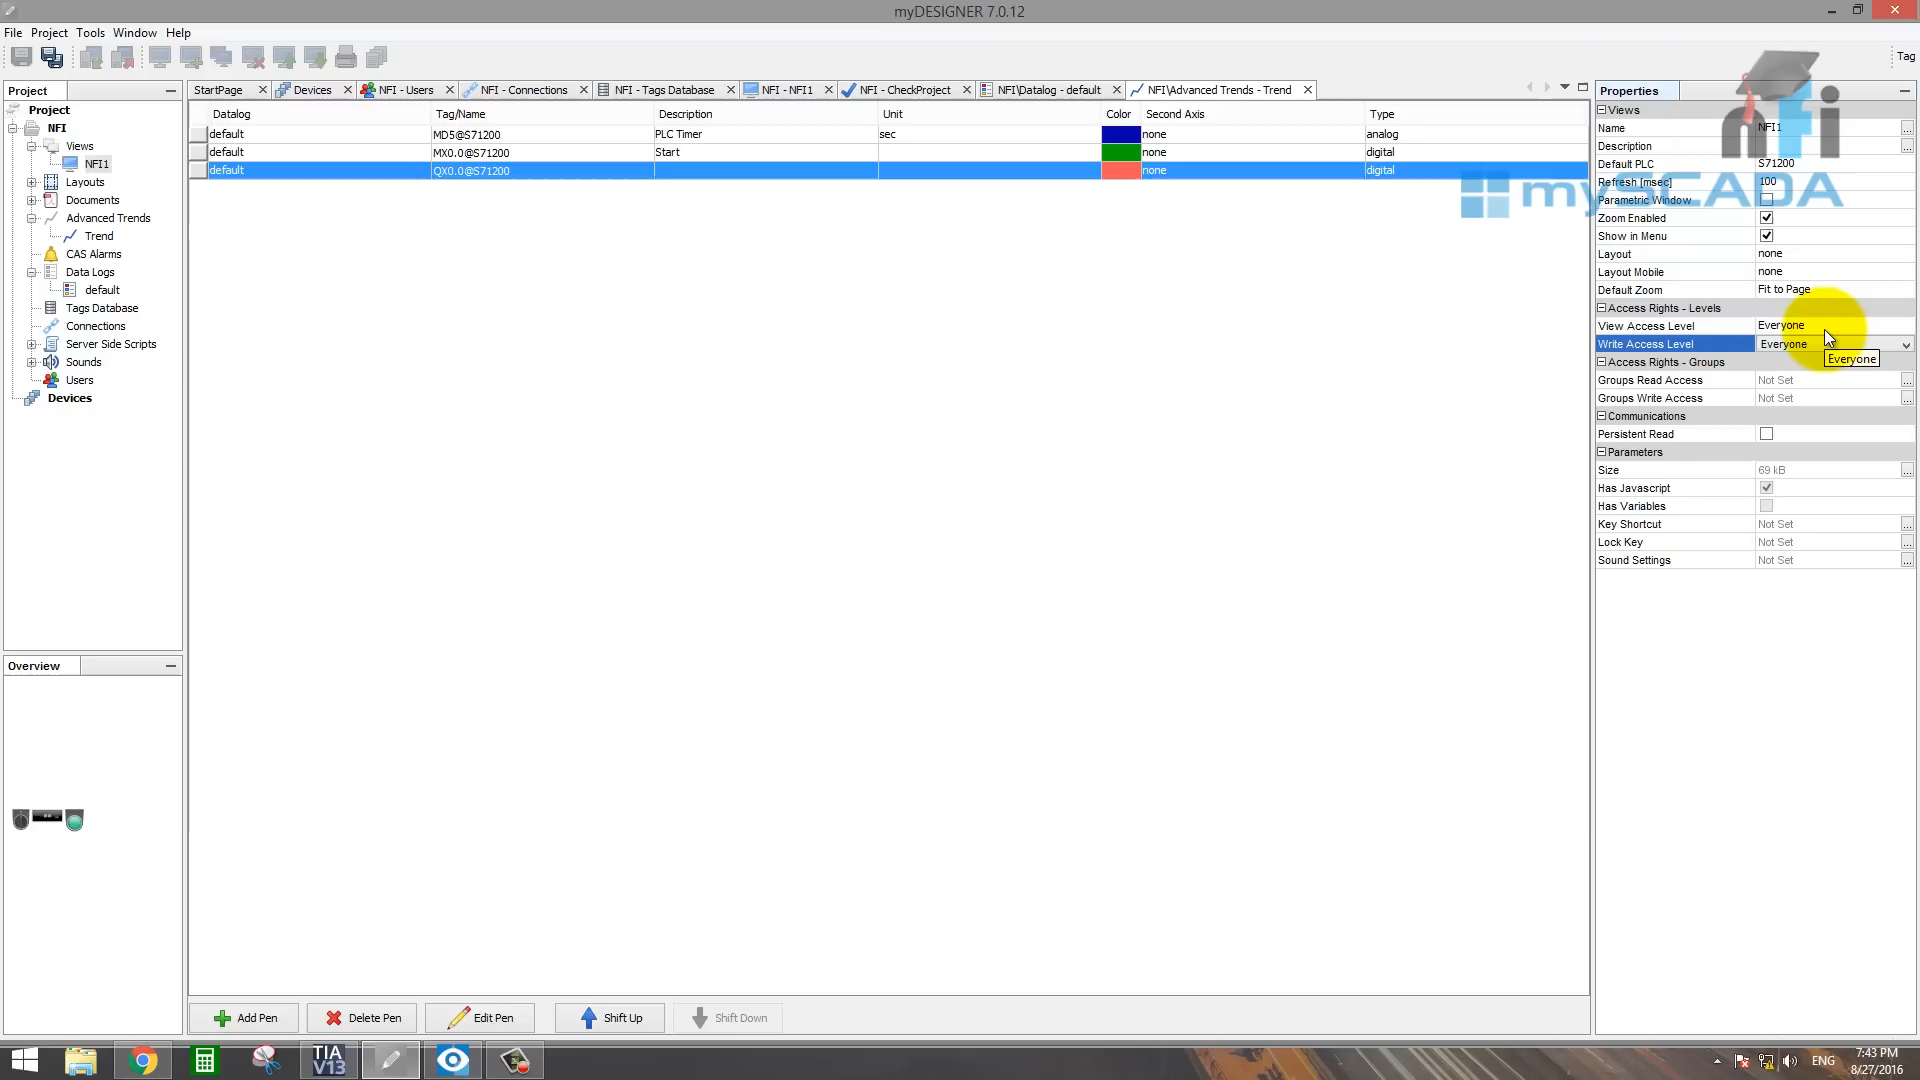 myDESIGNER 7.0.12
File Project Tools Window Help
Tag
Project
StartPage Devices NFI - Users NFI - Connections NFI - Tags Database NFI - NFI1 NFI - CheckProject NFI\Datalog - default NFI\Advanced Trends - Trend
Properties
Project
NFI
Views
NFI1
Layouts
Documents
Advanced Trends
Trend
CAS Alarms
Data Logs
default
Tags Database
Connections
Server Side Scripts
Sounds
Users
Devices
Datalog Tag/Name Description Unit Color Second Axis Type
default MD5@S71200 PLC Timer sec none analog
default MX0.0@S71200 Start none digital
default QX0.0@S71200 none digital
Views
Name NFI1
Description
Default PLC S71200
Refresh [msec] 100
Parametric Window
Zoom Enabled
Show in Menu
Layout none
Layout Mobile none
Default Zoom Fit to Page
Access Rights - Levels
View Access Level Everyone
Write Access Level Everyone
Everyone
Access Rights - Groups
Groups Read Access Not Set
Groups Write Access Not Set
Communications
Persistent Read
Parameters
Size 69 kB
Has Javascript
Has Variables
Key Shortcut Not Set
Lock Key Not Set
Sound Settings Not Set
nfi
mySCADA
Overview
Add Pen Delete Pen Edit Pen Shift Up Shift Down
TIA V13
ENG
7:43 PM
8/27/2016